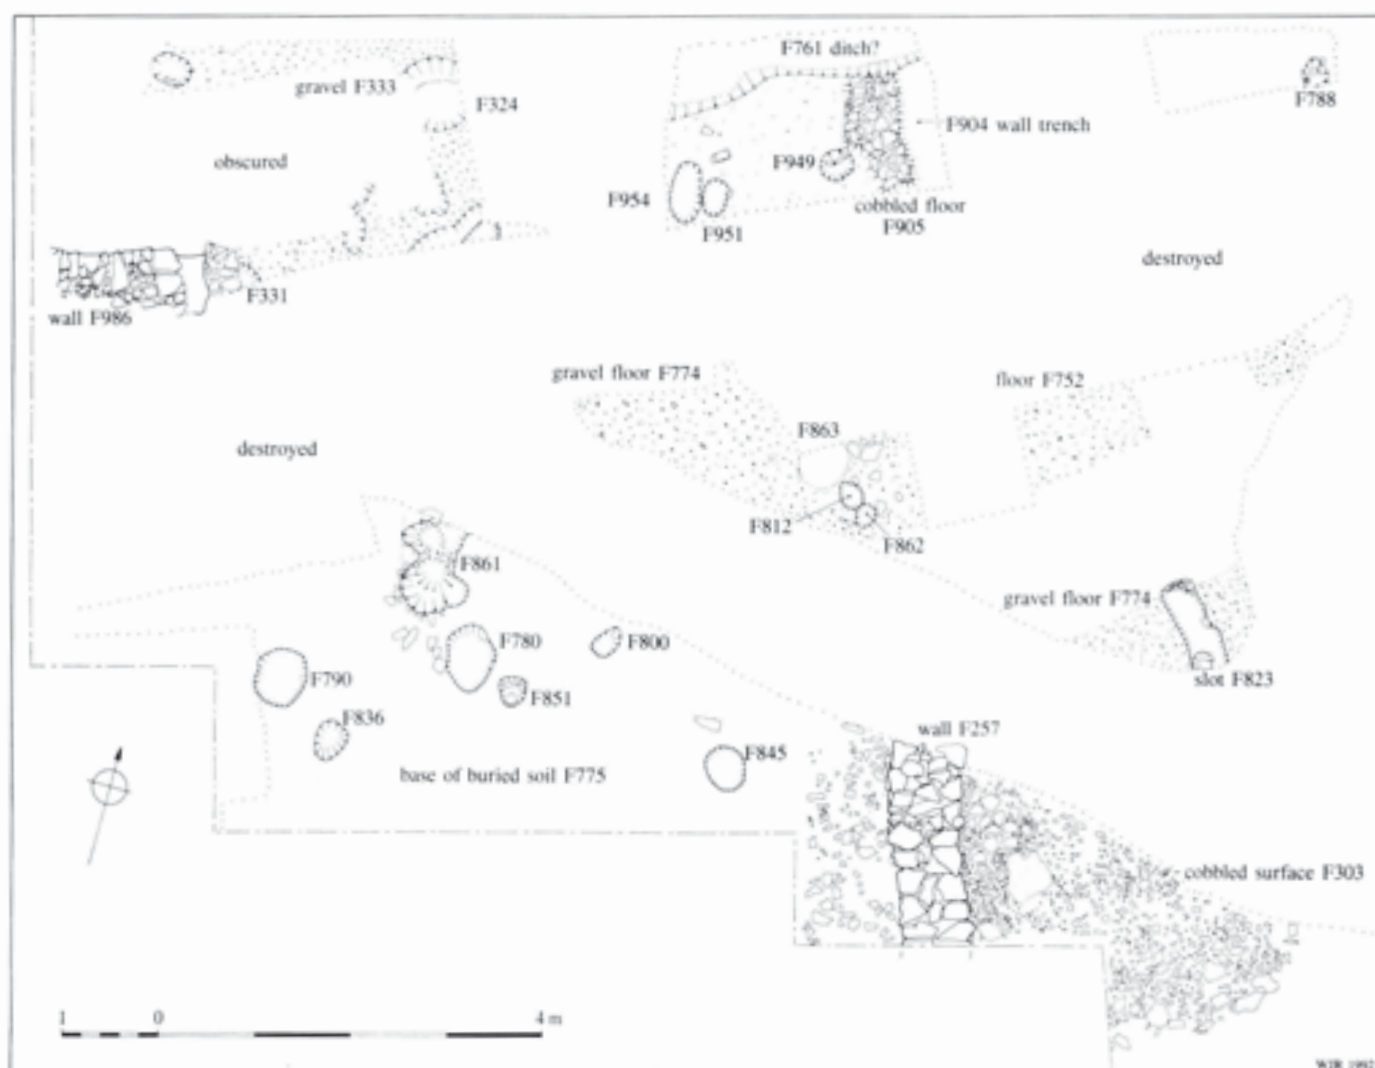 F761 ditch?
gravel F333
F324
F788
F904 wall trench
obscured
F949
F954
cobbled floor
F905
F951
destroyed
F331
wall F986
gravel floor F774
floor F752
F863
destroyed
F812
F862
F861
gravel floor F774
F780
F800
F790
slot F823
F851
F836
wall F257
F845
base of buried soil F775
cobbled surface F303
1 0 4 m
WJR 1992